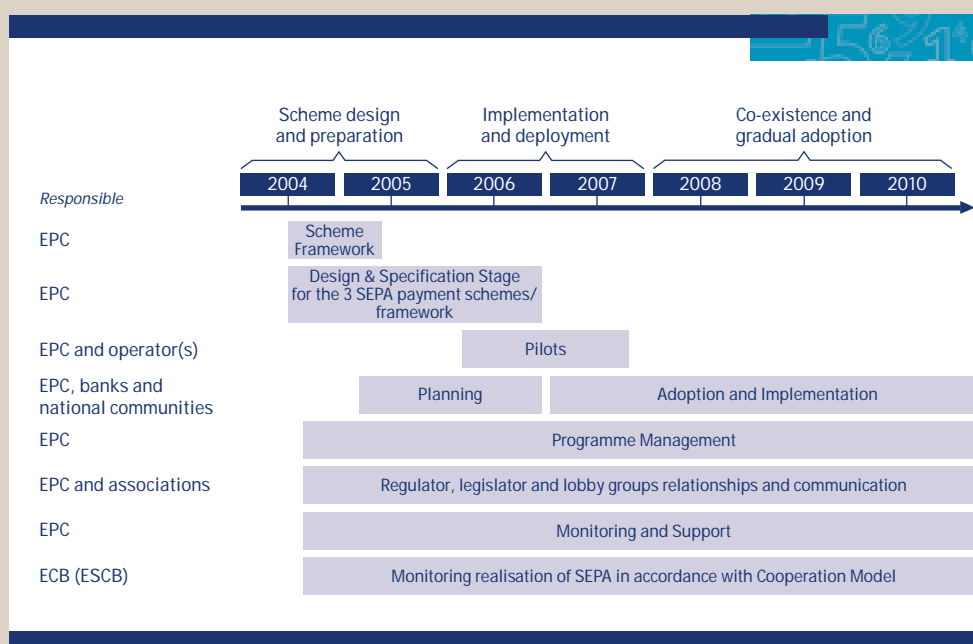 Scheme design
and preparation
Implementation
and deployment
Co-existence and
gradual adoption
2004
2005
2006
2007
2008
2009
2010
Responsible
EPC
Scheme
Framework
EPC
Design & Specification Stage
for the 3 SEPA payment schemes/
framework
EPC and operator(s)
Pilots
EPC, banks and
national communities
Planning
Adoption and Implementation
EPC
Programme Management
EPC and associations
Regulator, legislator and lobby groups relationships and communication
EPC
Monitoring and Support
ECB (ESCB)
Monitoring realisation of SEPA in accordance with Cooperation Model